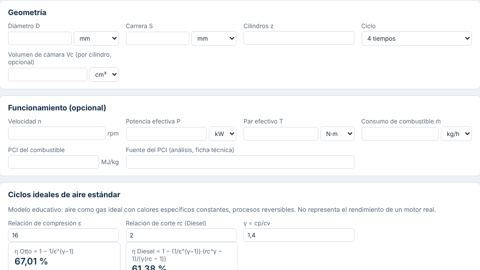 Geometría
Diámetro D Carrera S Cilindros z Ciclo
mm mm 4 tiempos
Volumen de cámara Vc (por cilindro,
opcional)
cm³
Funcionamiento (opcional)
Velocidad n Potencia efectiva P Par efectivo T Consumo de combustible ṁ
rpm kW N·m kg/h
PCI del combustible Fuente del PCI (análisis, ficha técnica)
MJ/kg
Ciclos ideales de aire estándar
Modelo educativo: aire como gas ideal con calores específicos constantes, procesos reversibles. No representa el rendimiento de un motor real.
Relación de compresión ε Relación de corte rc (Diesel) γ = cp/cv
16 2 1,4
η Otto = 1 − 1/ε^(γ−1) η Diesel = 1 − (1/ε^(γ−1))·(rc^γ −
1)/(γ(rc − 1))
67,01 %
61,38 %